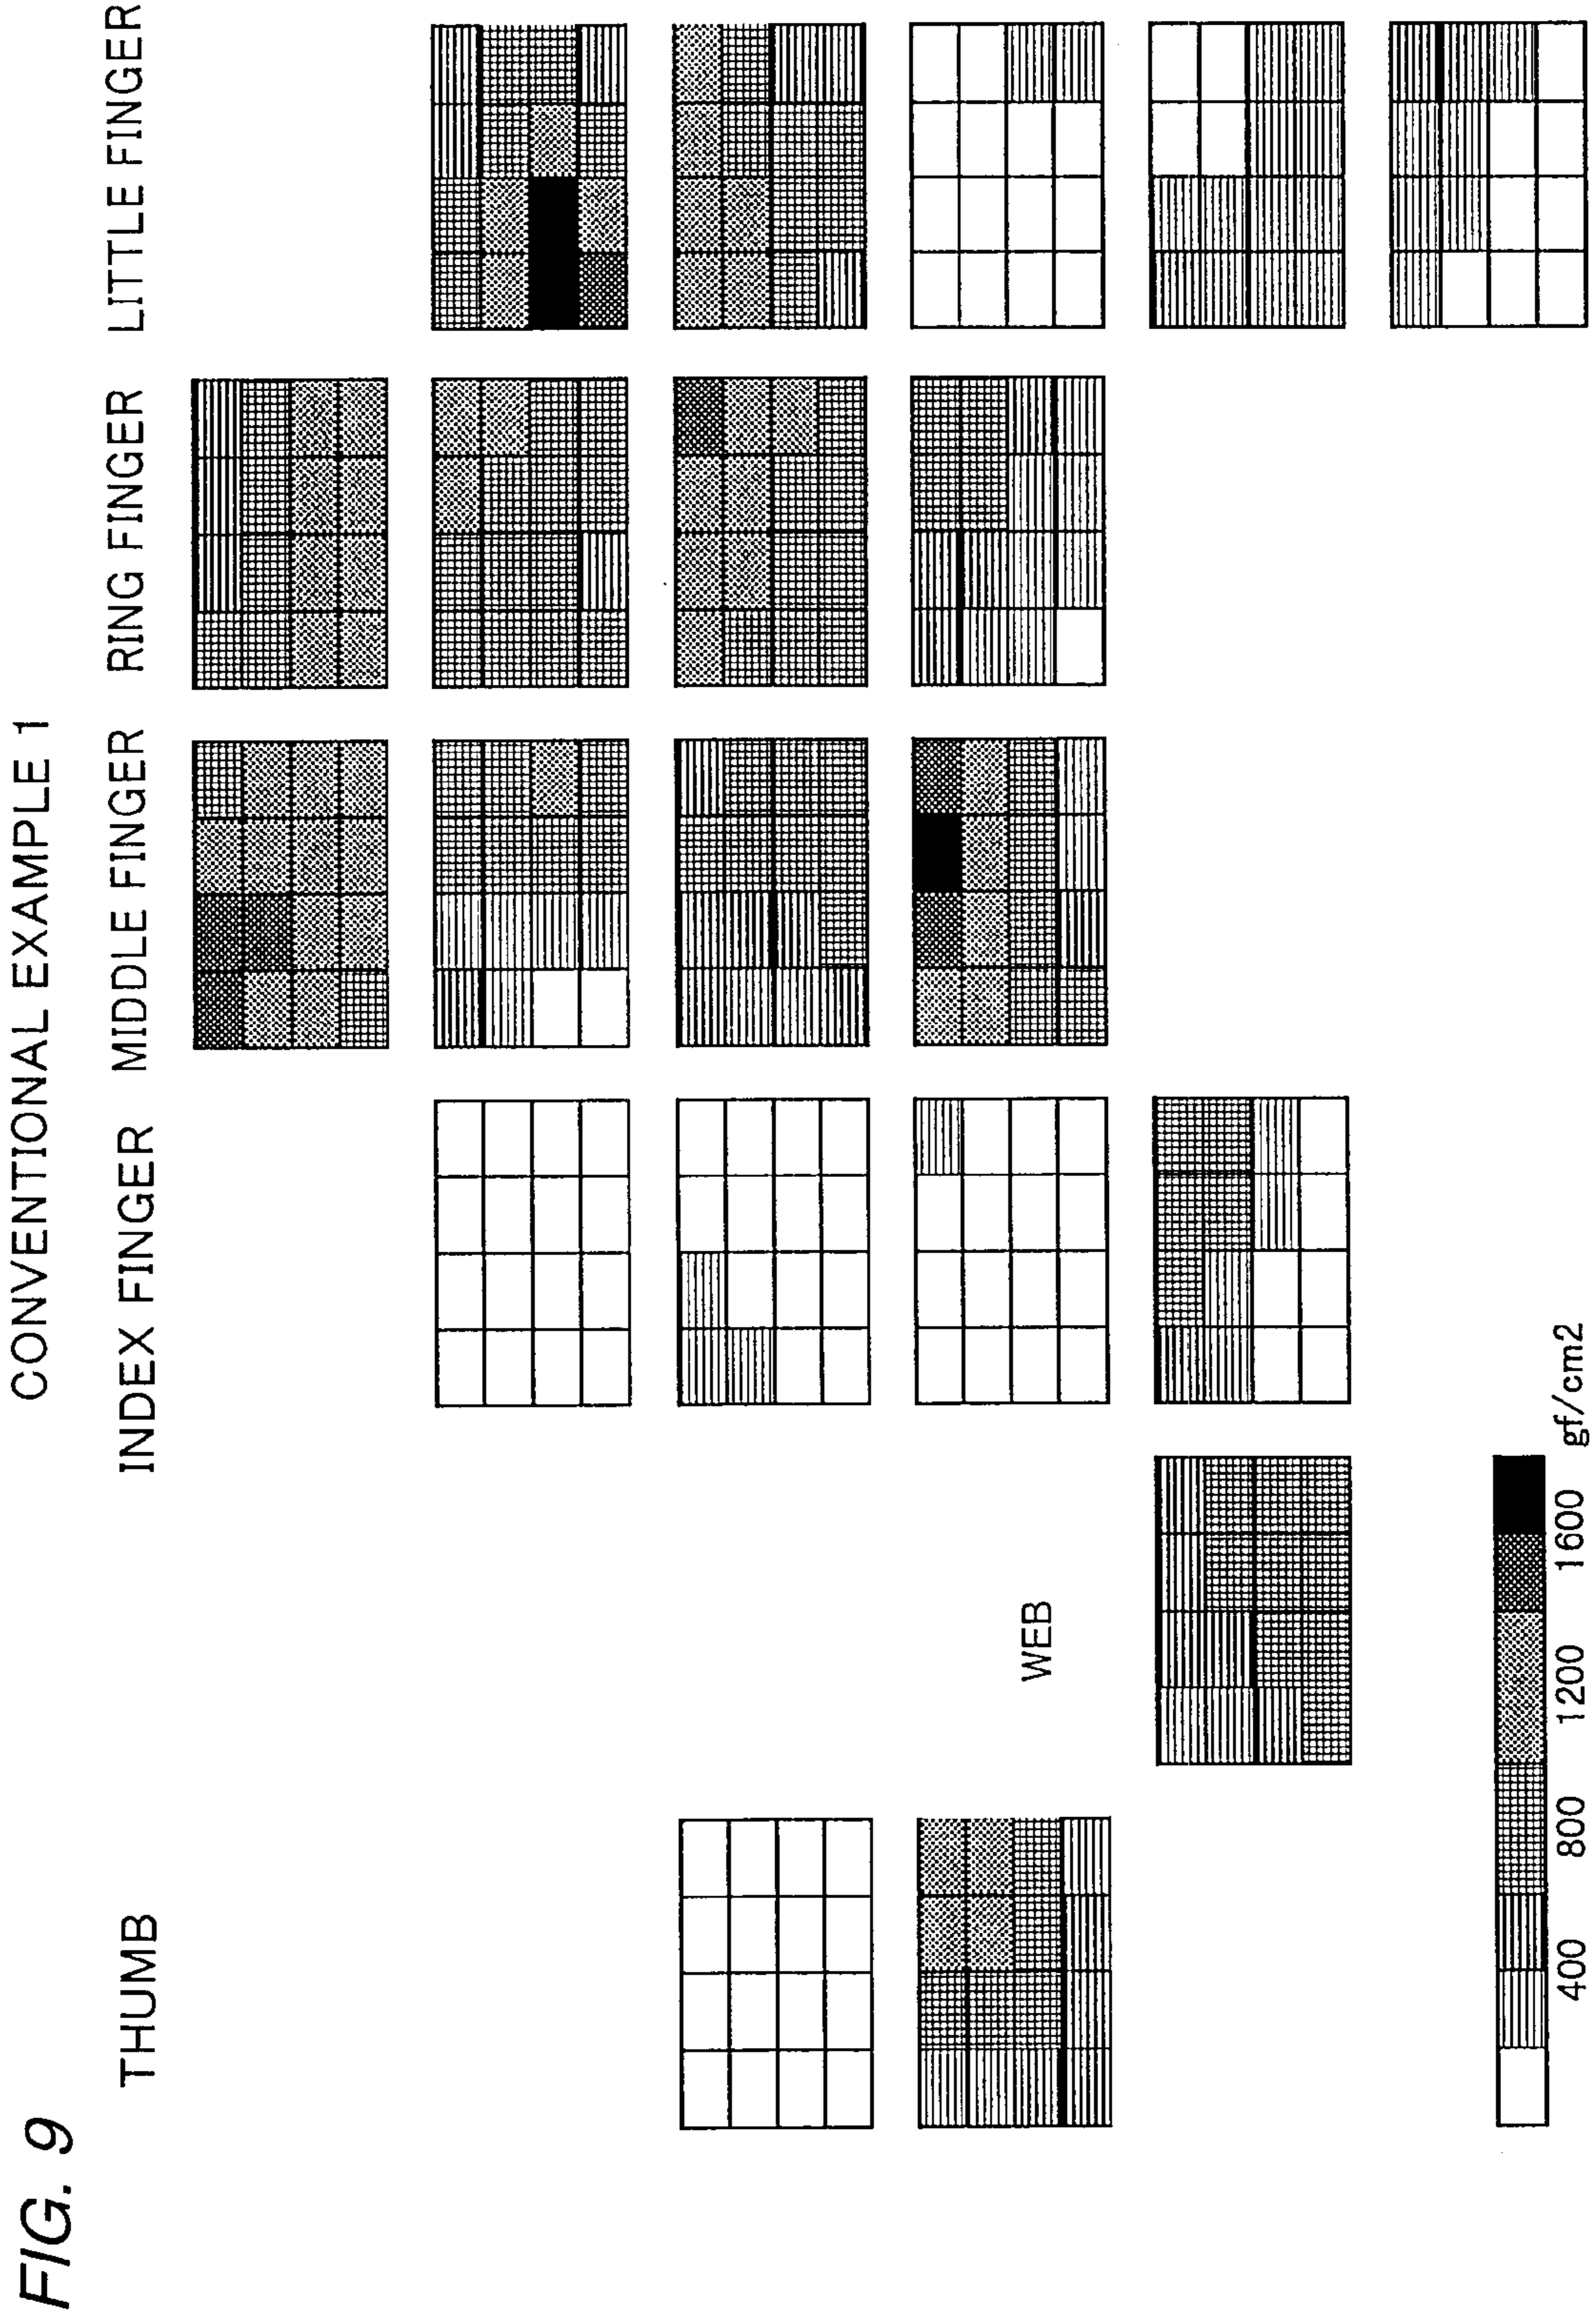 FIG. 9
CONVENTIONAL EXAMPLE 1
THUMB
INDEX FINGER
MIDDLE FINGER
RING FINGER
LITTLE FINGER
WEB
400 800 1200 1600 gf/cm2